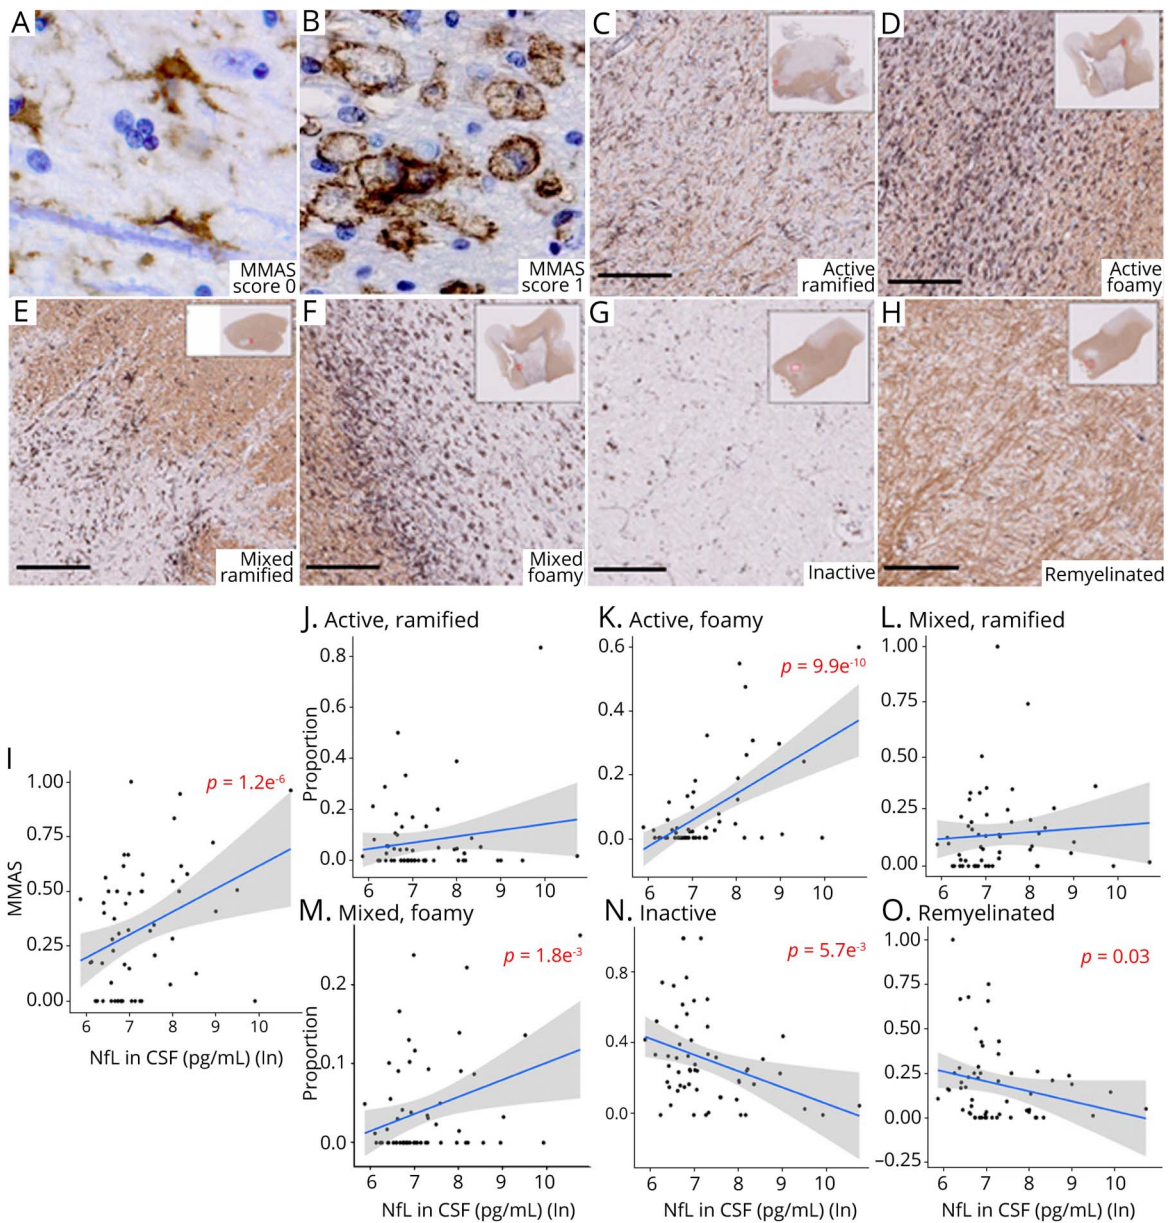 A
MMAS
score 0
B
MMAS
score 1
C
Active
ramified
D
Active
foamy
E
Mixed
ramified
F
Mixed
foamy
G
Inactive
H
Remyelinated
I
MMAS
1.00
0.75
0.50
0.25
0.00
p = 1.2e-6
6 7 8 9 10
NfL in CSF (pg/mL) (ln)
J. Active, ramified
Proportion
0.8
0.6
0.4
0.2
0.0
6 7 8 9 10
K. Active, foamy
0.6
0.4
0.2
0.0
p = 9.9e-10
6 7 8 9 10
L. Mixed, ramified
1.00
0.75
0.50
0.25
0.00
6 7 8 9 10
M. Mixed, foamy
Proportion
0.2
0.1
0.0
p = 1.8e-3
6 7 8 9 10
NfL in CSF (pg/mL) (ln)
N. Inactive
0.8
0.4
0.0
p = 5.7e-3
6 7 8 9 10
NfL in CSF (pg/mL) (ln)
O. Remyelinated
1.00
0.75
0.50
0.25
0.00
−0.25
p = 0.03
6 7 8 9 10
NfL in CSF (pg/mL) (ln)